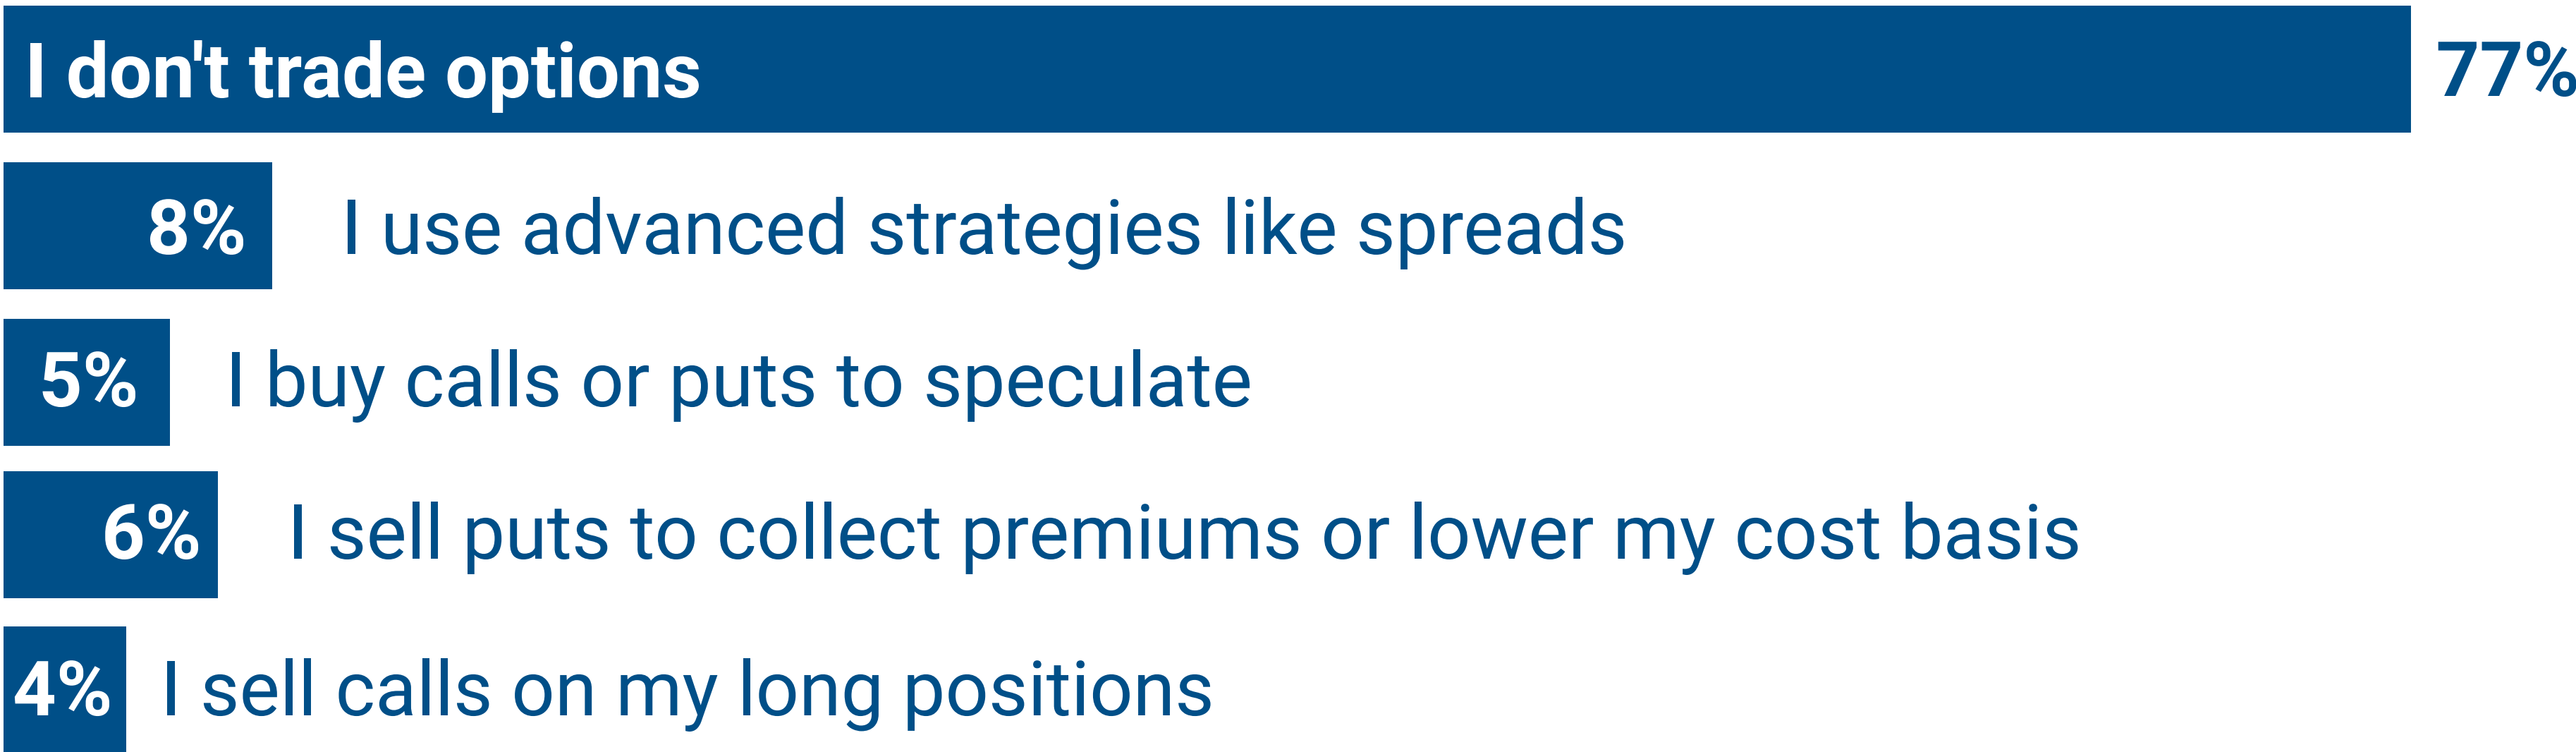 I don't trade options 77%
8% I use advanced strategies like spreads
5% I buy calls or puts to speculate
6% I sell puts to collect premiums or lower my cost basis
4% I sell calls on my long positions